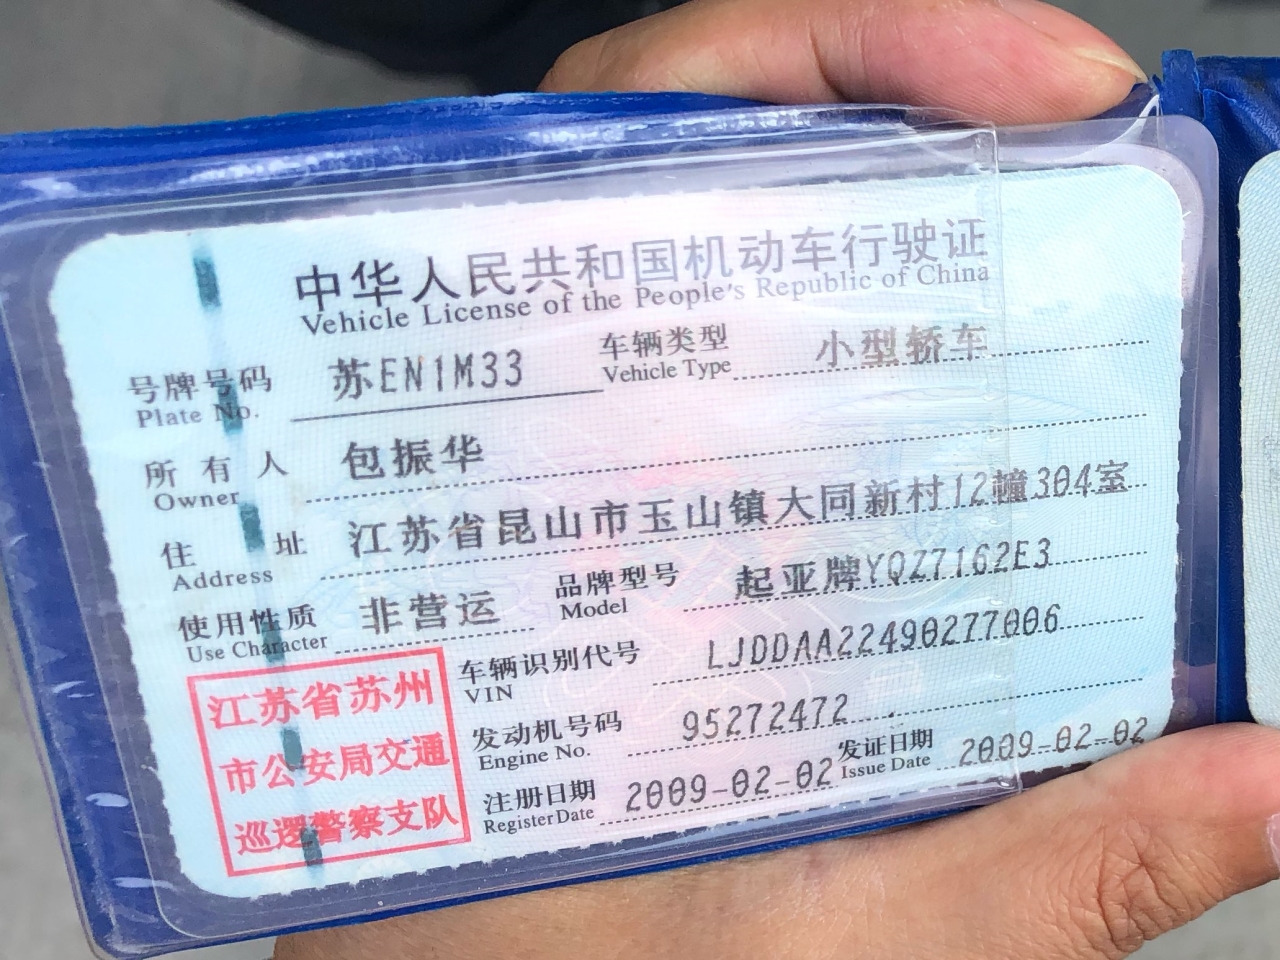 中华人民共和国机动车行驶证
Vehicle License of the People's Republic of China
号牌号码 苏EN1M33 车辆类型 小型轿车
Plate No. Vehicle Type
所有人 包振华
Owner
住址 江苏省昆山市玉山镇大同新村12幢304室
Address
使用性质 非营运 品牌型号 起亚牌YQZ7162E3
Use Character Model
车辆识别代号 LJDDAA22490277006
VIN
发动机号码 95272472
Engine No.
注册日期 2009-02-02 发证日期 2009-02-02
Register Date Issue Date
江苏省苏州
市公安局交通
巡逻警察支队